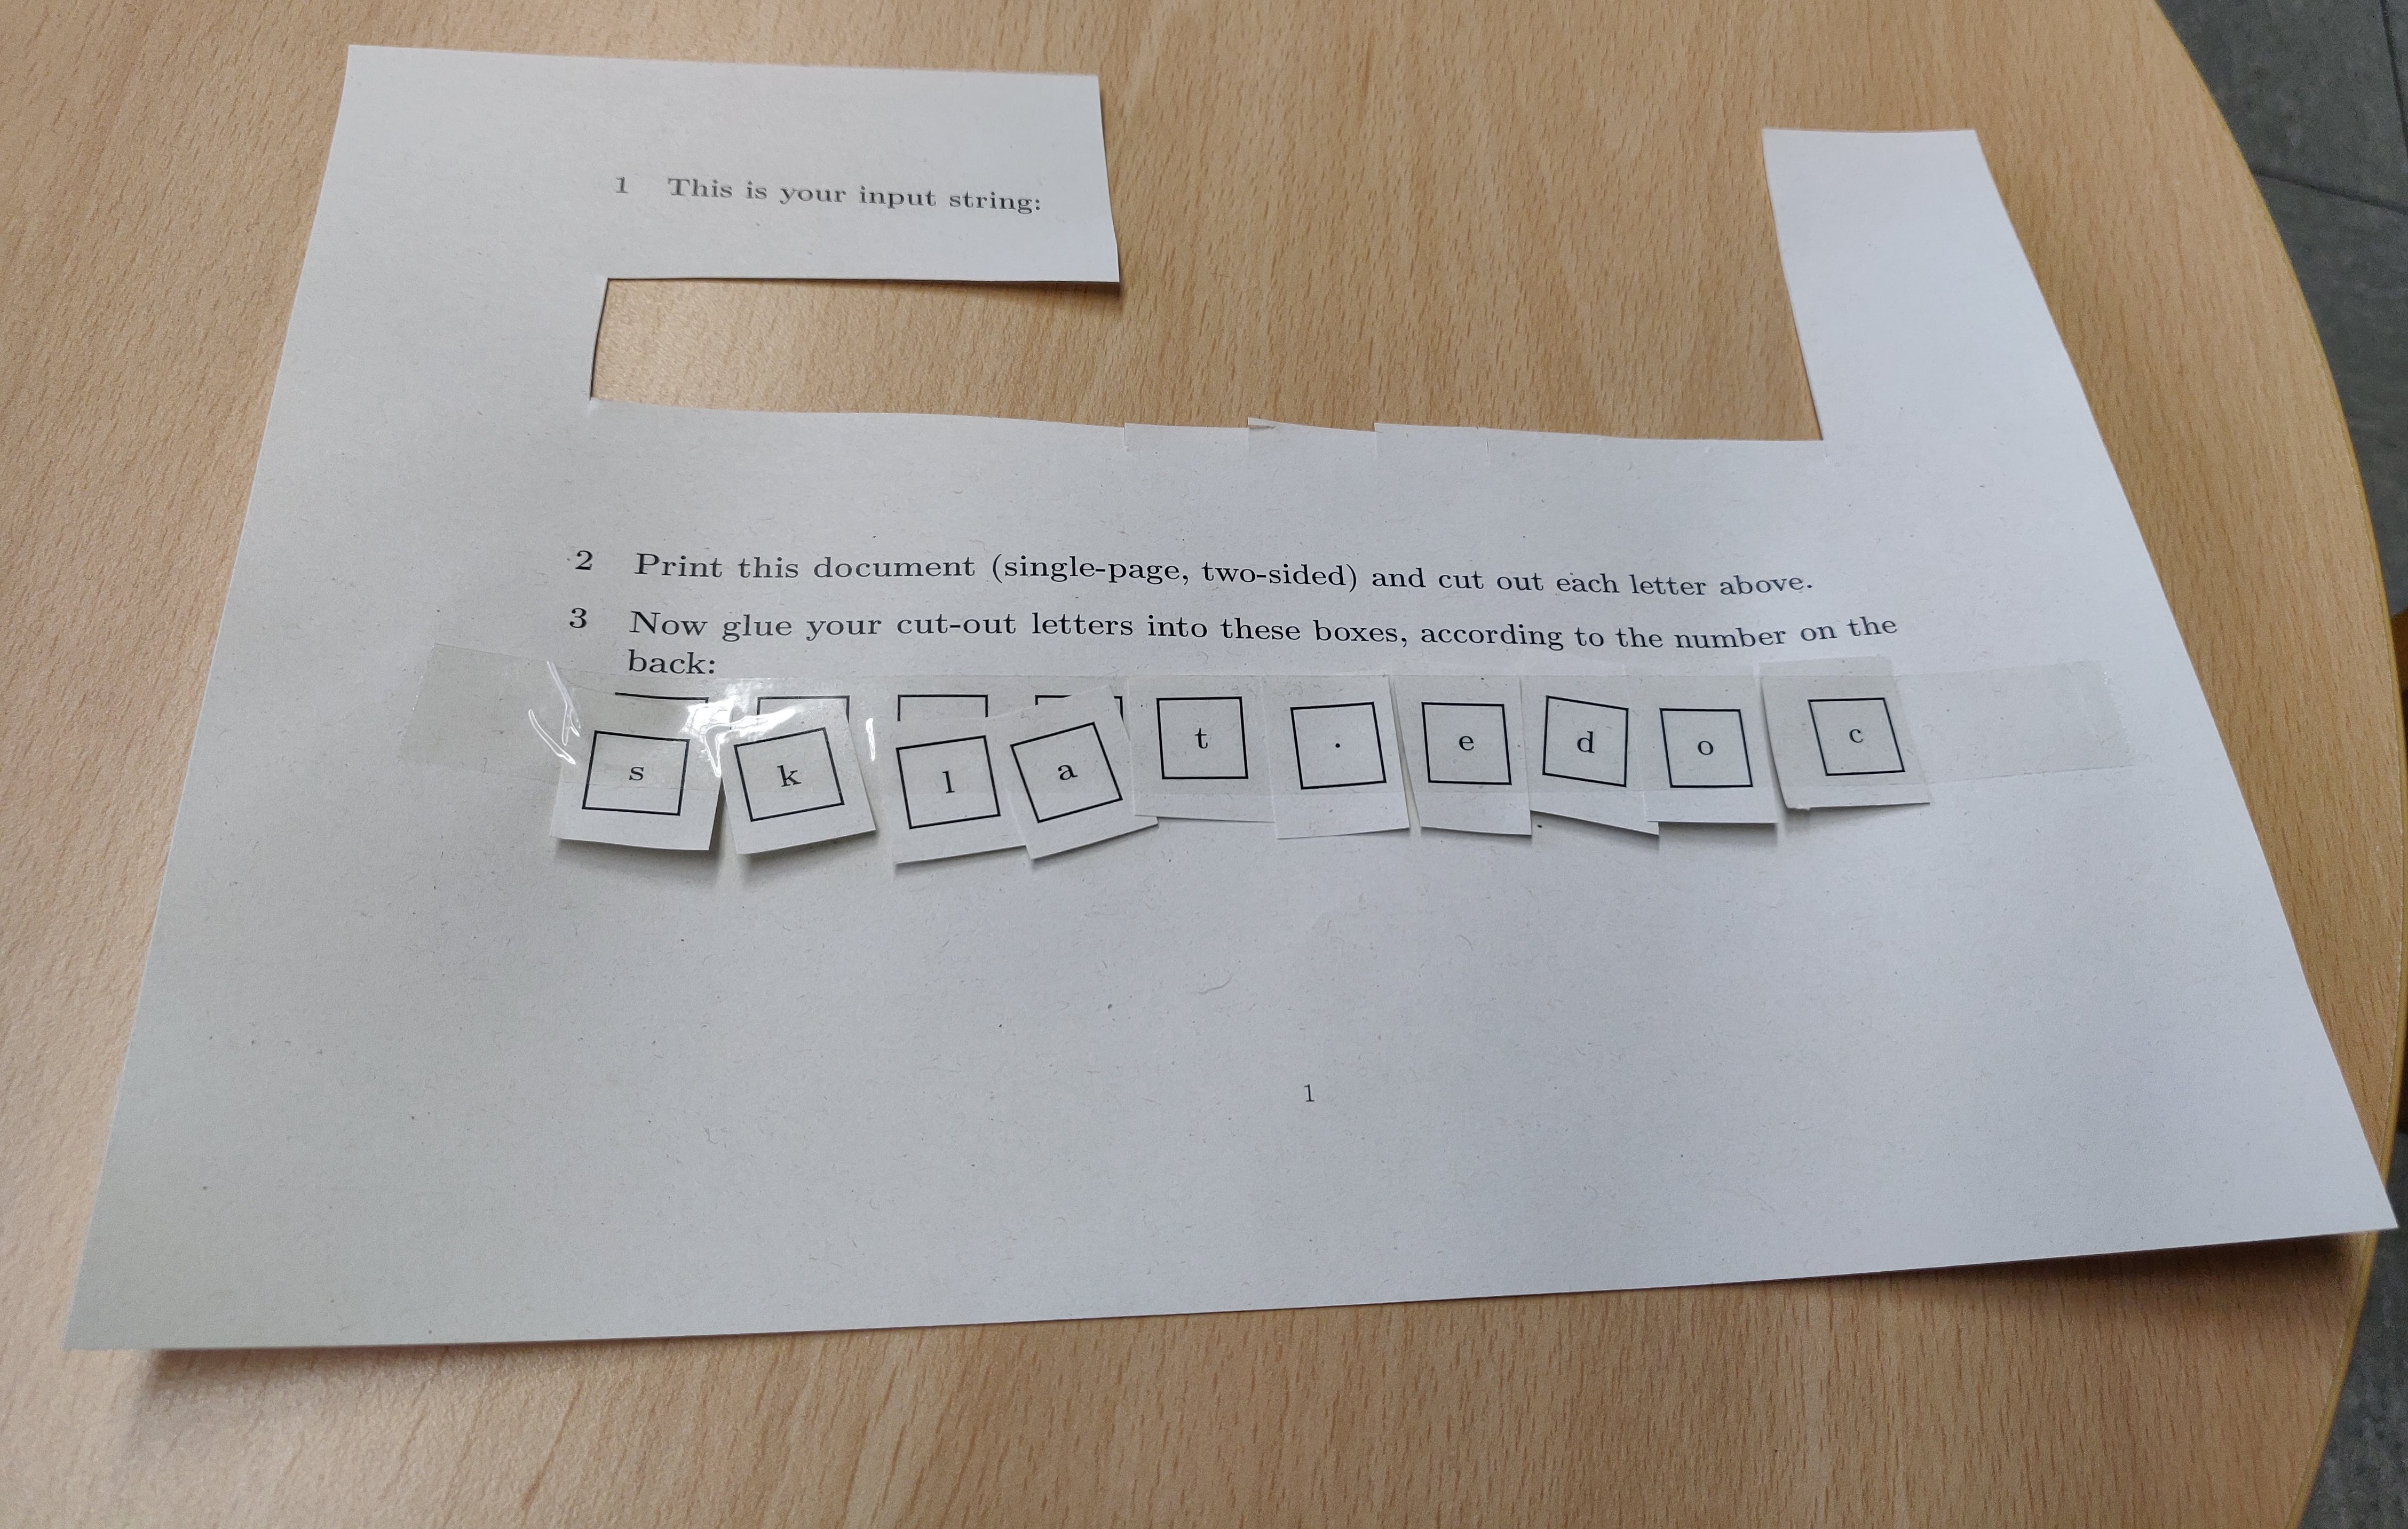 1 This is your input string:
2 Print this document (single-page, two-sided) and cut out each letter above.
3 Now glue your cut-out letters into these boxes, according to the number on the
back:
s k l a t . e d o c
1